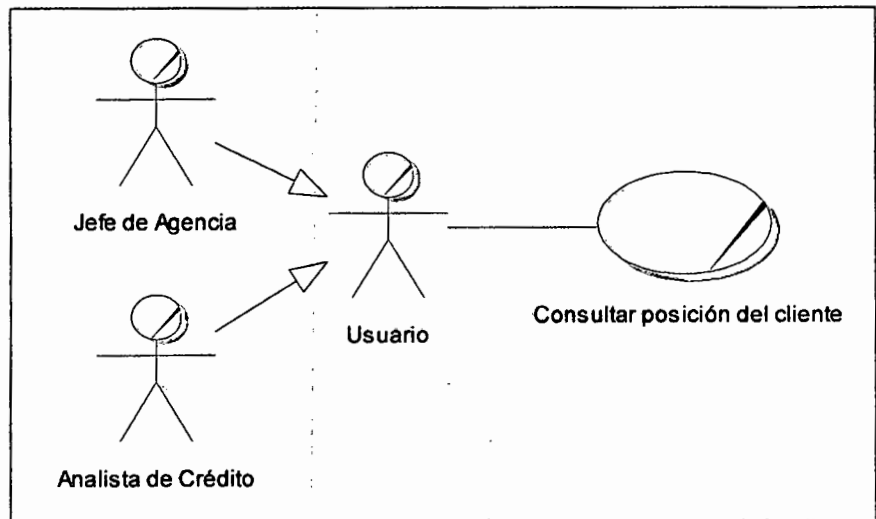 Jefe de Agencia
Usuario
Consultar posición del cliente
Analista de Crédito